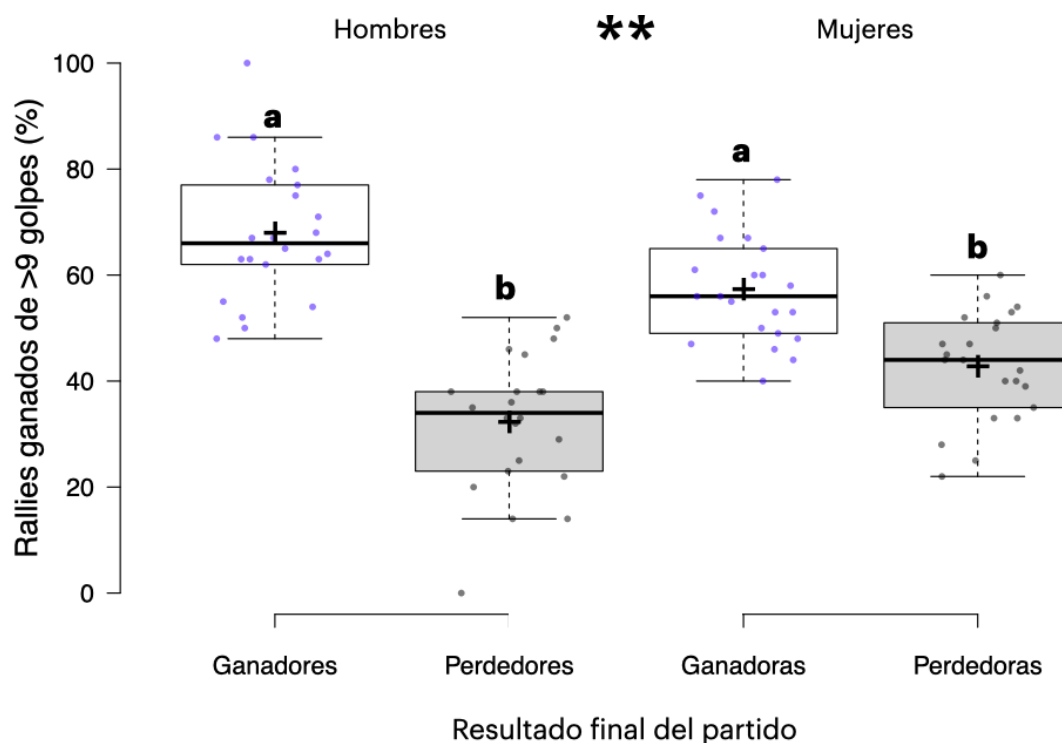 Hombres ** Mujeres
Rallies ganados de >9 golpes (%)
100
80
60
40
20
0
a
b
a
b
Ganadores Perdedores Ganadoras Perdedoras
Resultado final del partido